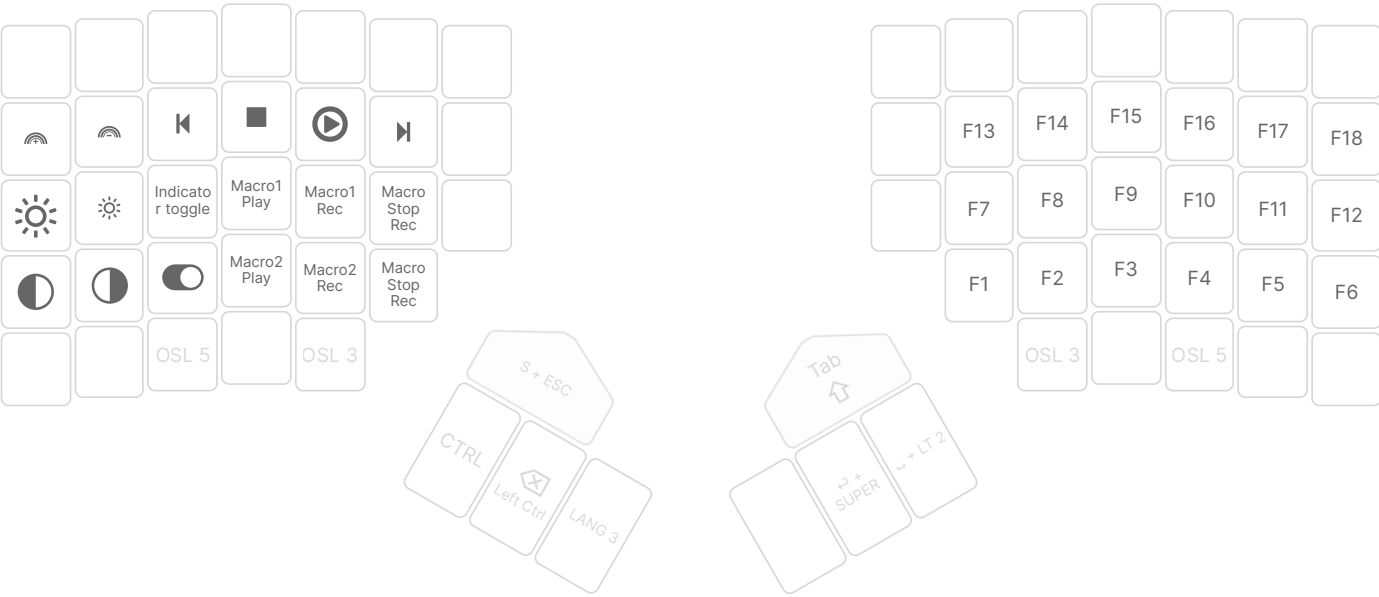 F13
F14
F15
F16
F17
F18
Indicato
r toggle
Macro1
Play
Macro1
Rec
Macro
Stop
Rec
F7
F8
F9
F10
F11
F12
Macro2
Play
Macro2
Rec
Macro
Stop
Rec
F1
F2
F3
F4
F5
F6
OSL 5
OSL 3
OSL 3
OSL 5
S + ESC
Tab
CTRL
Left Ctrl
LANG 3
↵ +
SUPER
⎵ + LT 2